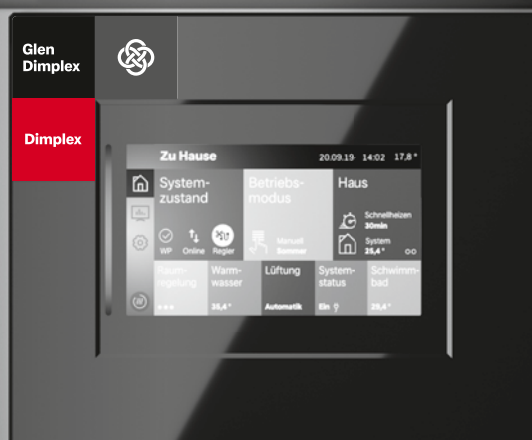 Glen
Dimplex
Dimplex
Zu Hause
20.09.19 14:02 17,8°
System-
zustand
WP
Online
Regler
Betriebs-
modus
Manuell
Sommer
Haus
Schnellheizen
30min
System
25,4°
Raum-
regelung
Warm-
wasser
35,4°
Lüftung
Automatik
System-
status
Ein
Schwimm-
bad
25,4°